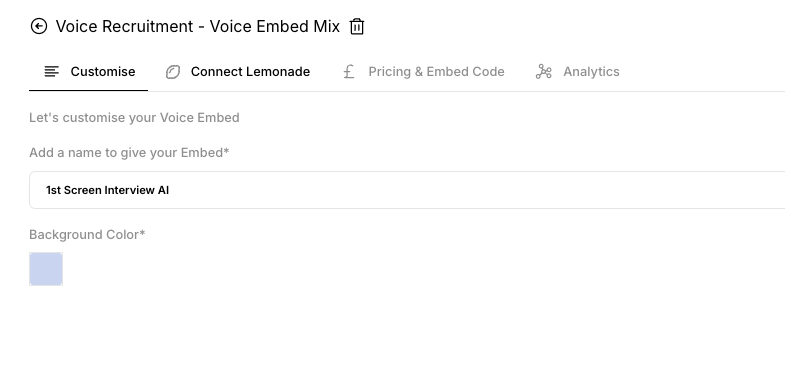 Voice Recruitment - Voice Embed Mix
Customise Connect Lemonade £ Pricing & Embed Code Analytics
Let's customise your Voice Embed
Add a name to give your Embed*
1st Screen Interview AI
Background Color*